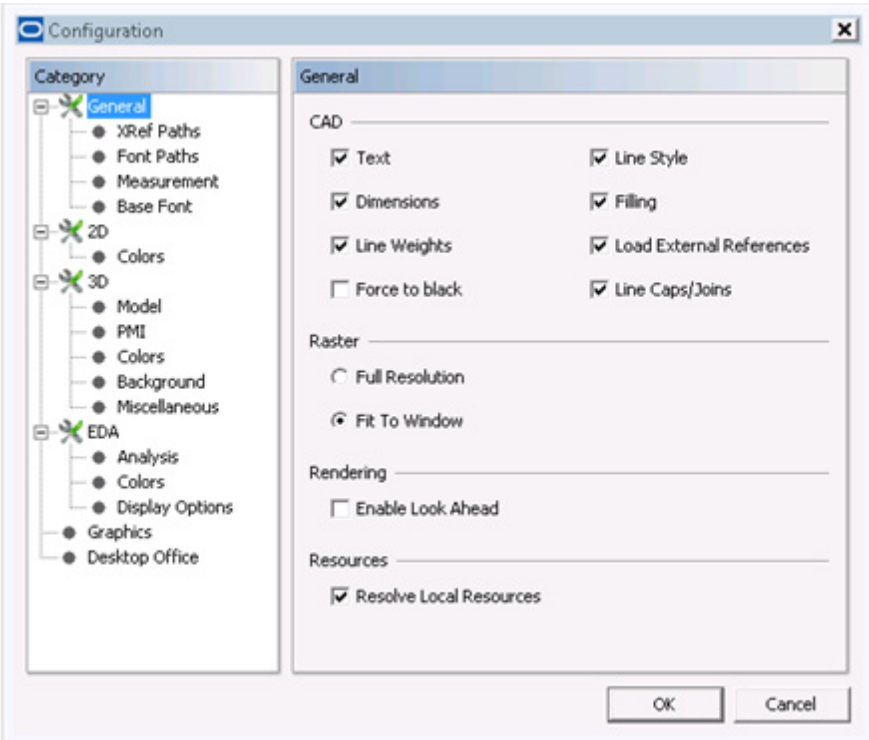 Configuration
Category
General
XRef Paths
Font Paths
Measurement
Base Font
2D
Colors
3D
Model
PMI
Colors
Background
Miscellaneous
EDA
Analysis
Colors
Display Options
Graphics
Desktop Office
General
CAD
Text
Line Style
Dimensions
Filling
Line Weights
Load External References
Force to black
Line Caps/Joins
Raster
Full Resolution
Fit To Window
Rendering
Enable Look Ahead
Resources
Resolve Local Resources
OK
Cancel